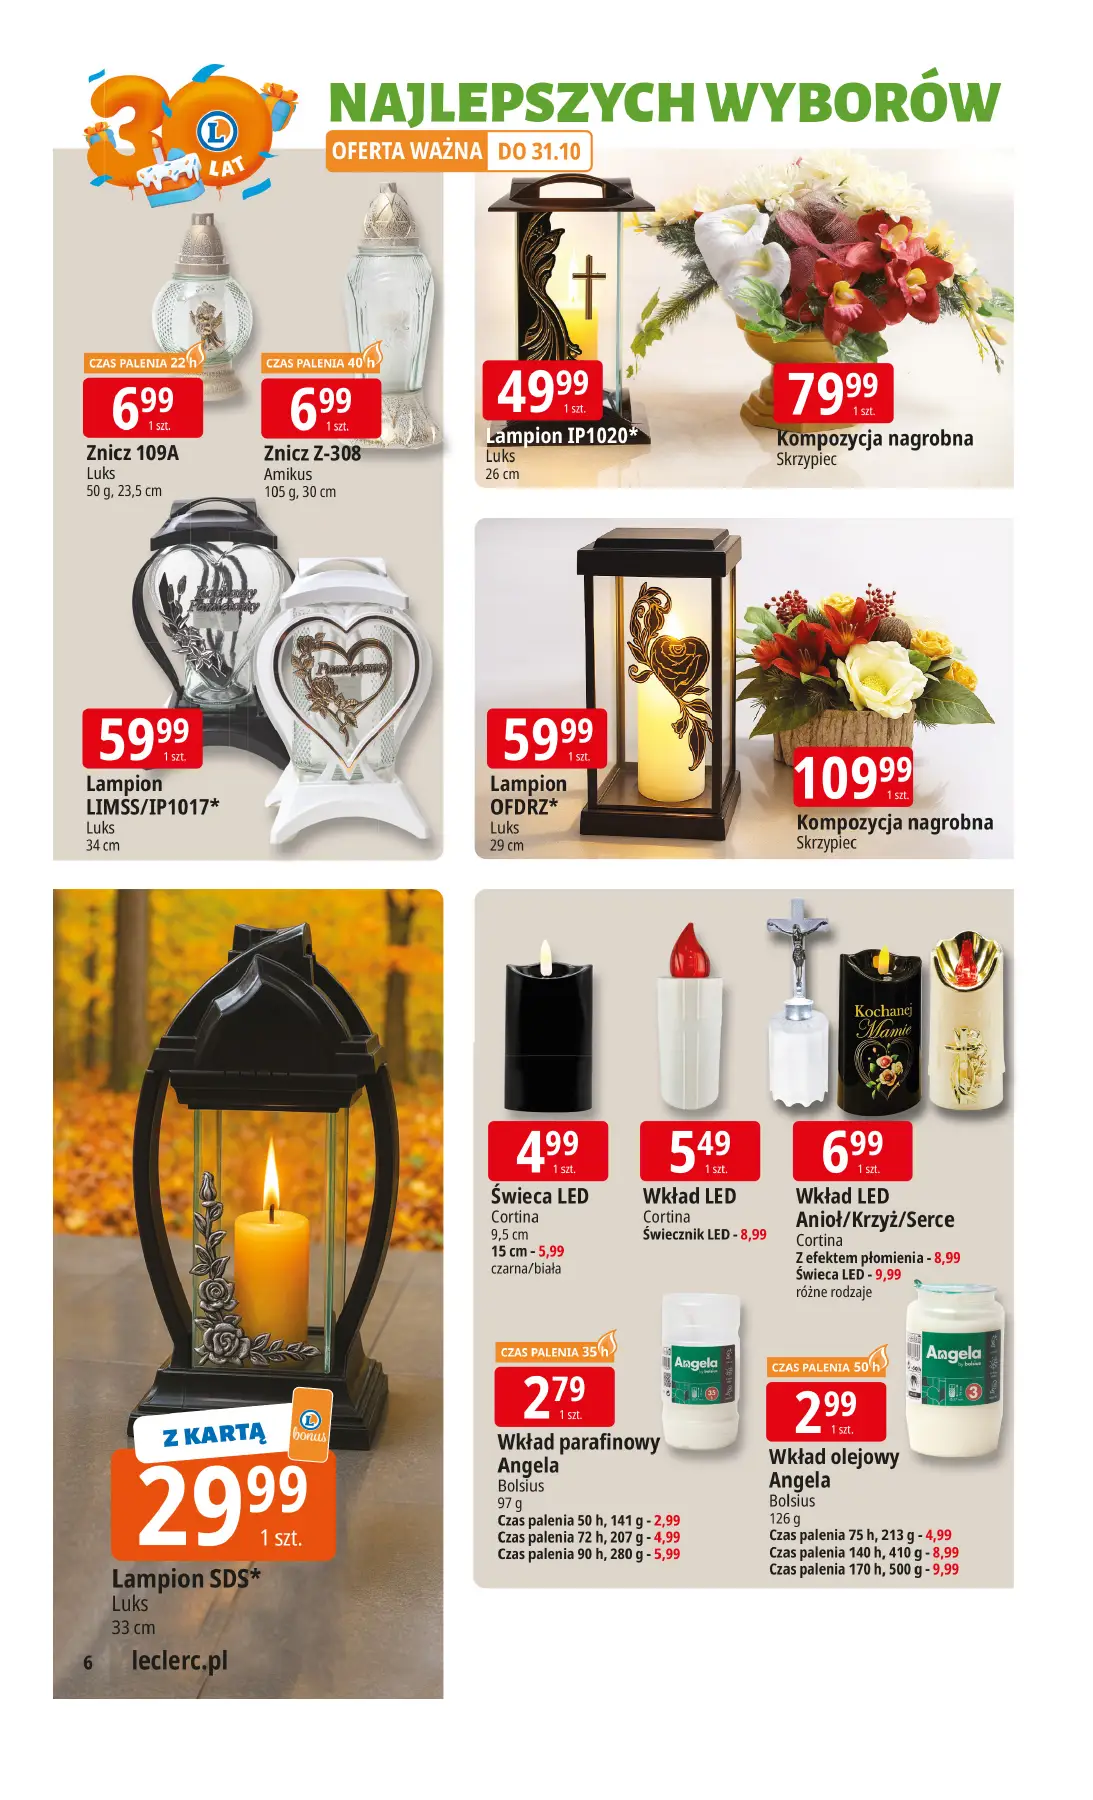 30
L
LAT
NAJLEPSZYCH WYBORÓW
OFERTA WAŻNA DO 31.10
CZAS PALENIA 22 h
6 99
1 szt.
Znicz 109A
Luks
50 g, 23,5 cm
CZAS PALENIA 40 h
6 99
1 szt.
Znicz Z-308
Amikus
105 g, 30 cm
49 99
1 szt.
Lampion IP1020*
Luks
26 cm
79 99
1 szt.
Kompozycja nagrobna
Skrzypiec
Kochamy
Pamiętamy
Pamiętamy
59 99
1 szt.
Lampion
LIMSS/IP1017*
Luks
34 cm
59 99
1 szt.
Lampion
OFDRZ*
Luks
29 cm
109 99
1 szt.
Kompozycja nagrobna
Skrzypiec
Z KARTĄ
L
bonus
29 99
1 szt.
Lampion SDS*
Luks
33 cm
4 99
1 szt.
Świeca LED
Cortina
9,5 cm
15 cm - 5,99
czarna/biała
5 49
1 szt.
Wkład LED
Cortina
Świecznik LED - 8,99
Kochanej
Mamie
6 99
1 szt.
Wkład LED
Anioł/Krzyż/Serce
Cortina
Z efektem płomienia - 8,99
Świeca LED - 9,99
różne rodzaje
CZAS PALENIA 35 h
2 79
1 szt.
Angela
by bolsius
35
Wkład parafinowy
Angela
Bolsius
97 g
Czas palenia 50 h, 141 g - 2,99
Czas palenia 72 h, 207 g - 4,99
Czas palenia 90 h, 280 g - 5,99
CZAS PALENIA 50 h
2 99
1 szt.
Angela
by bolsius
3
Wkład olejowy
Angela
Bolsius
126 g
Czas palenia 75 h, 213 g - 4,99
Czas palenia 140 h, 410 g - 8,99
Czas palenia 170 h, 500 g - 9,99
6 leclerc.pl